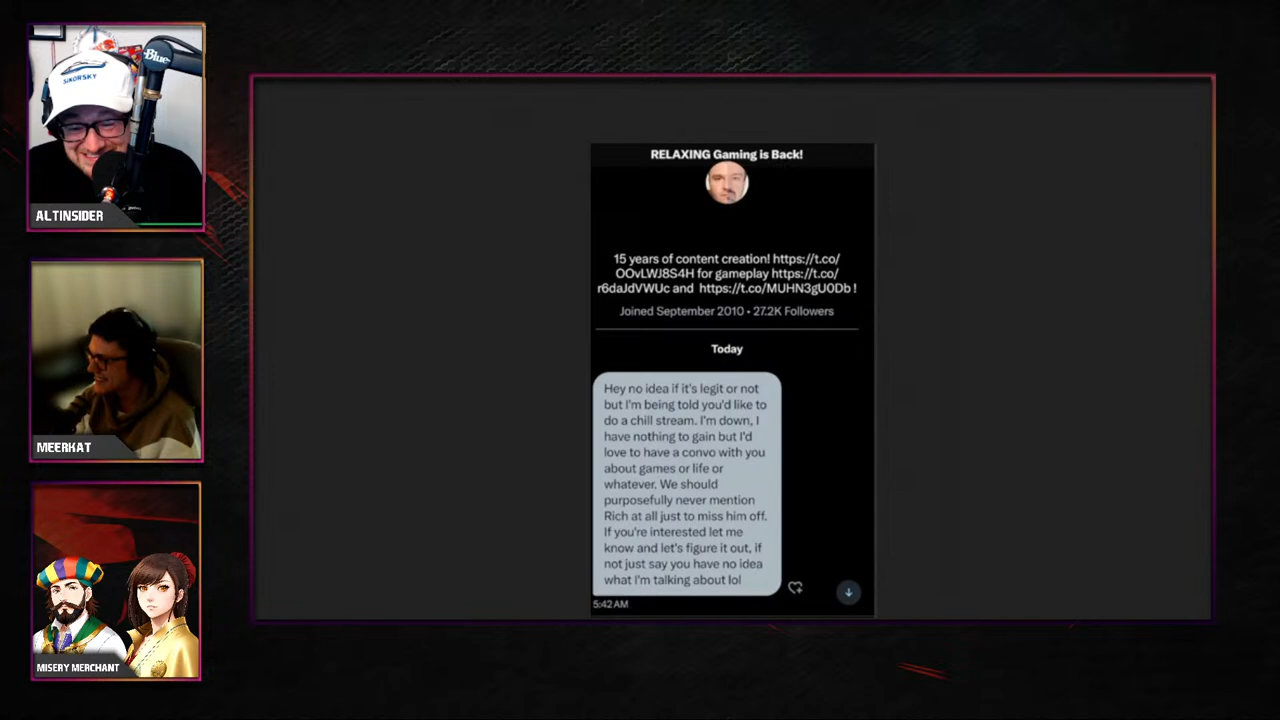 SIKORSKY
Blue
ALTINSIDER
MEERKAT
MISERY MERCHANT
RELAXING Gaming is Back!
15 years of content creation! https://t.co/
OOvLWJ8S4H for gameplay https://t.co/
r6daJdVWUc and https://t.co/MUHN3gU0Db !
Joined September 2010 • 27.2K Followers
Today
Hey no idea if it's legit or not
but I'm being told you'd like to
do a chill stream. I'm down, I
have nothing to gain but I'd
love to have a convo with you
about games or life or
whatever. We should
purposefully never mention
Rich at all just to miss him off.
If you're interested let me
know and let's figure it out, if
not just say you have no idea
what I'm talking about lol
5:42 AM